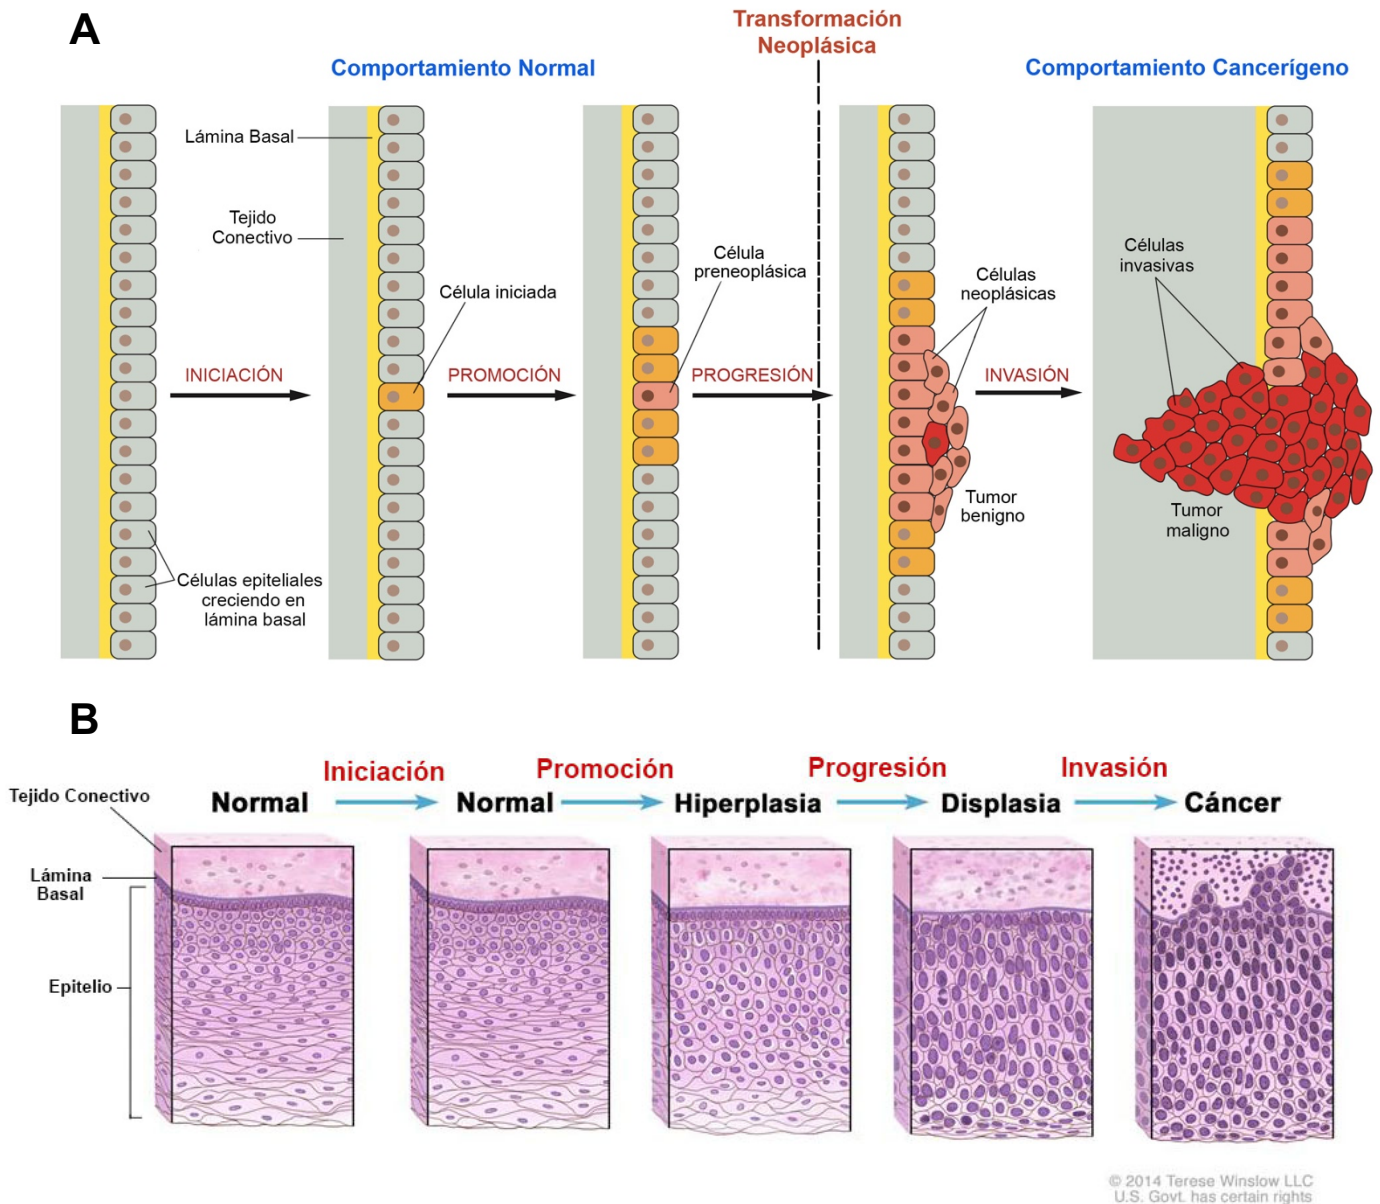 A
Transformación
Neoplásica
Comportamiento Normal
Comportamiento Cancerígeno
Lámina Basal
Tejido
Conectivo
Célula iniciada
Célula
preneoplásica
Células
neoplásicas
Células
invasivas
INICIACIÓN
PROMOCIÓN
PROGRESIÓN
INVASIÓN
Tumor
benigno
Tumor
maligno
Células epiteliales
creciendo en
lámina basal
B
Iniciación
Promoción
Progresión
Invasión
Normal
Normal
Hiperplasia
Displasia
Cáncer
Tejido Conectivo
Lámina
Basal
Epitelio
© 2014 Terese Winslow LLC
U.S. Govt. has certain rights